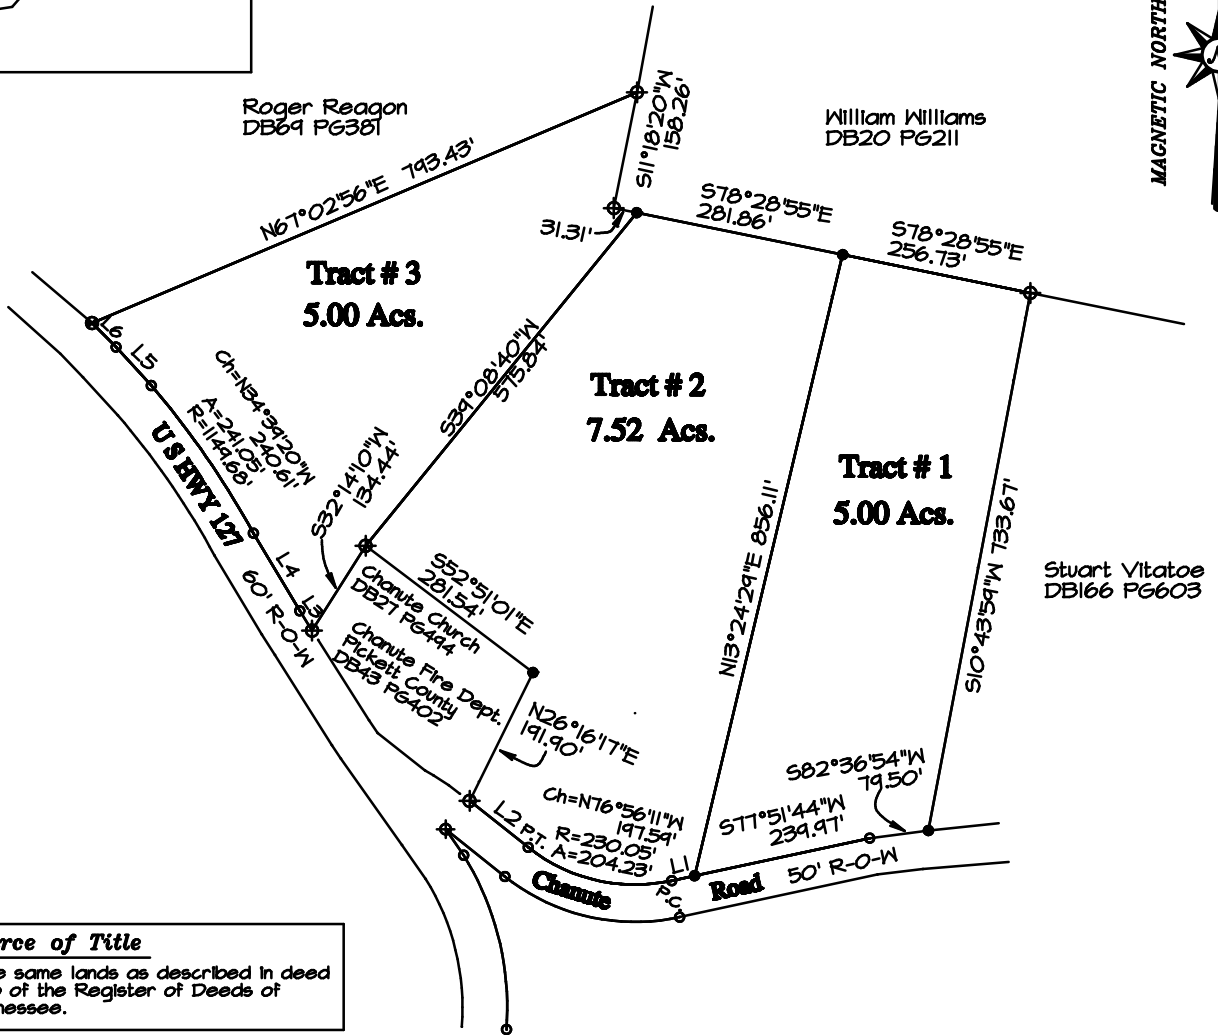 MAGNETIC NORTH
Roger Reagon
DB69 PG381
William Williams
DB20 PG211
S11°18'20"W
158.26'
N67°02'56"E 793.43'
31.31'
S78°28'55"E
281.86'
S78°28'55"E
256.73'
Tract # 3
5.00 Acs.
L6
L5
Ch=N34°39'20"W
240.61'
A=241.05'
R=1149.68'
S39°08'40"W
575.84'
Tract # 2
7.52 Acs.
Tract # 1
5.00 Acs.
U S HWY 127
60' R-O-W
S32°14'10"W
134.44'
L4
L3
S52°51'01"E
281.54'
Chanute Church
DB27 PG494
Chanute Fire Dept.
Pickett County
DB43 PG402
N13°24'29"E 856.11'
S10°43'59"W 733.67'
Stuart Vitatoe
DB166 PG603
N26°16'17"E
191.90'
S82°36'54"W
79.50'
Ch=N76°56'11"W
197.59'
R=230.05'
A=204.23'
L2
P.T.
L1
P.C.
S77°51'44"W
239.97'
Chanute Road
50' R-O-W
rce of Title
e same lands as described in deed
of the Register of Deeds of
nessee.